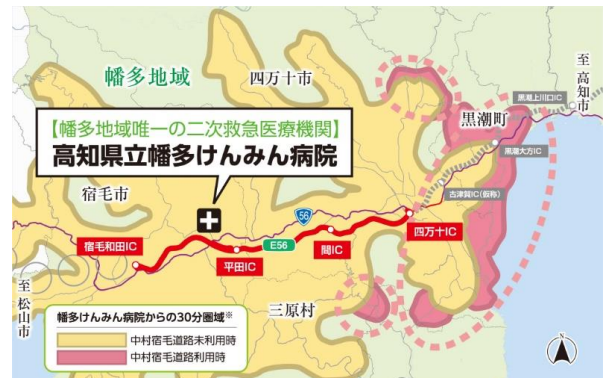 幡多地域
四万十市
至高知市
黒潮上川口IC
黒潮町
黒潮大方IC
【幡多地域唯一の二次救急医療機関】
高知県立幡多けんみん病院
宿毛市
古津賀IC(仮称)
56
四万十IC
E56
間IC
宿毛和田IC
平田IC
至松山市
三原村
幡多けんみん病院からの30分圏域※
中村宿毛道路未利用時
中村宿毛道路利用時
N